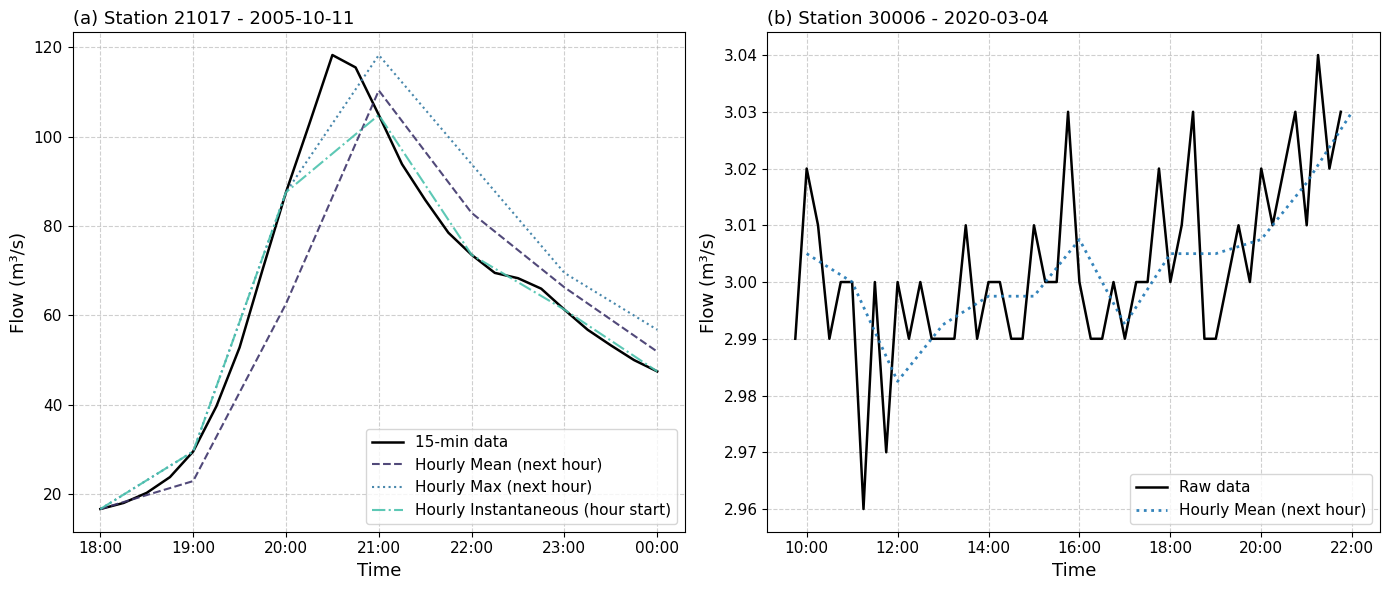 (a) Station 21017 - 2005-10-11
Flow (m³/s)
120
100
80
60
40
20
18:00 19:00 20:00 21:00 22:00 23:00 00:00
Time
15-min data
Hourly Mean (next hour)
Hourly Max (next hour)
Hourly Instantaneous (hour start)
(b) Station 30006 - 2020-03-04
Flow (m³/s)
3.04
3.03
3.02
3.01
3.00
2.99
2.98
2.97
2.96
10:00 12:00 14:00 16:00 18:00 20:00 22:00
Time
Raw data
Hourly Mean (next hour)